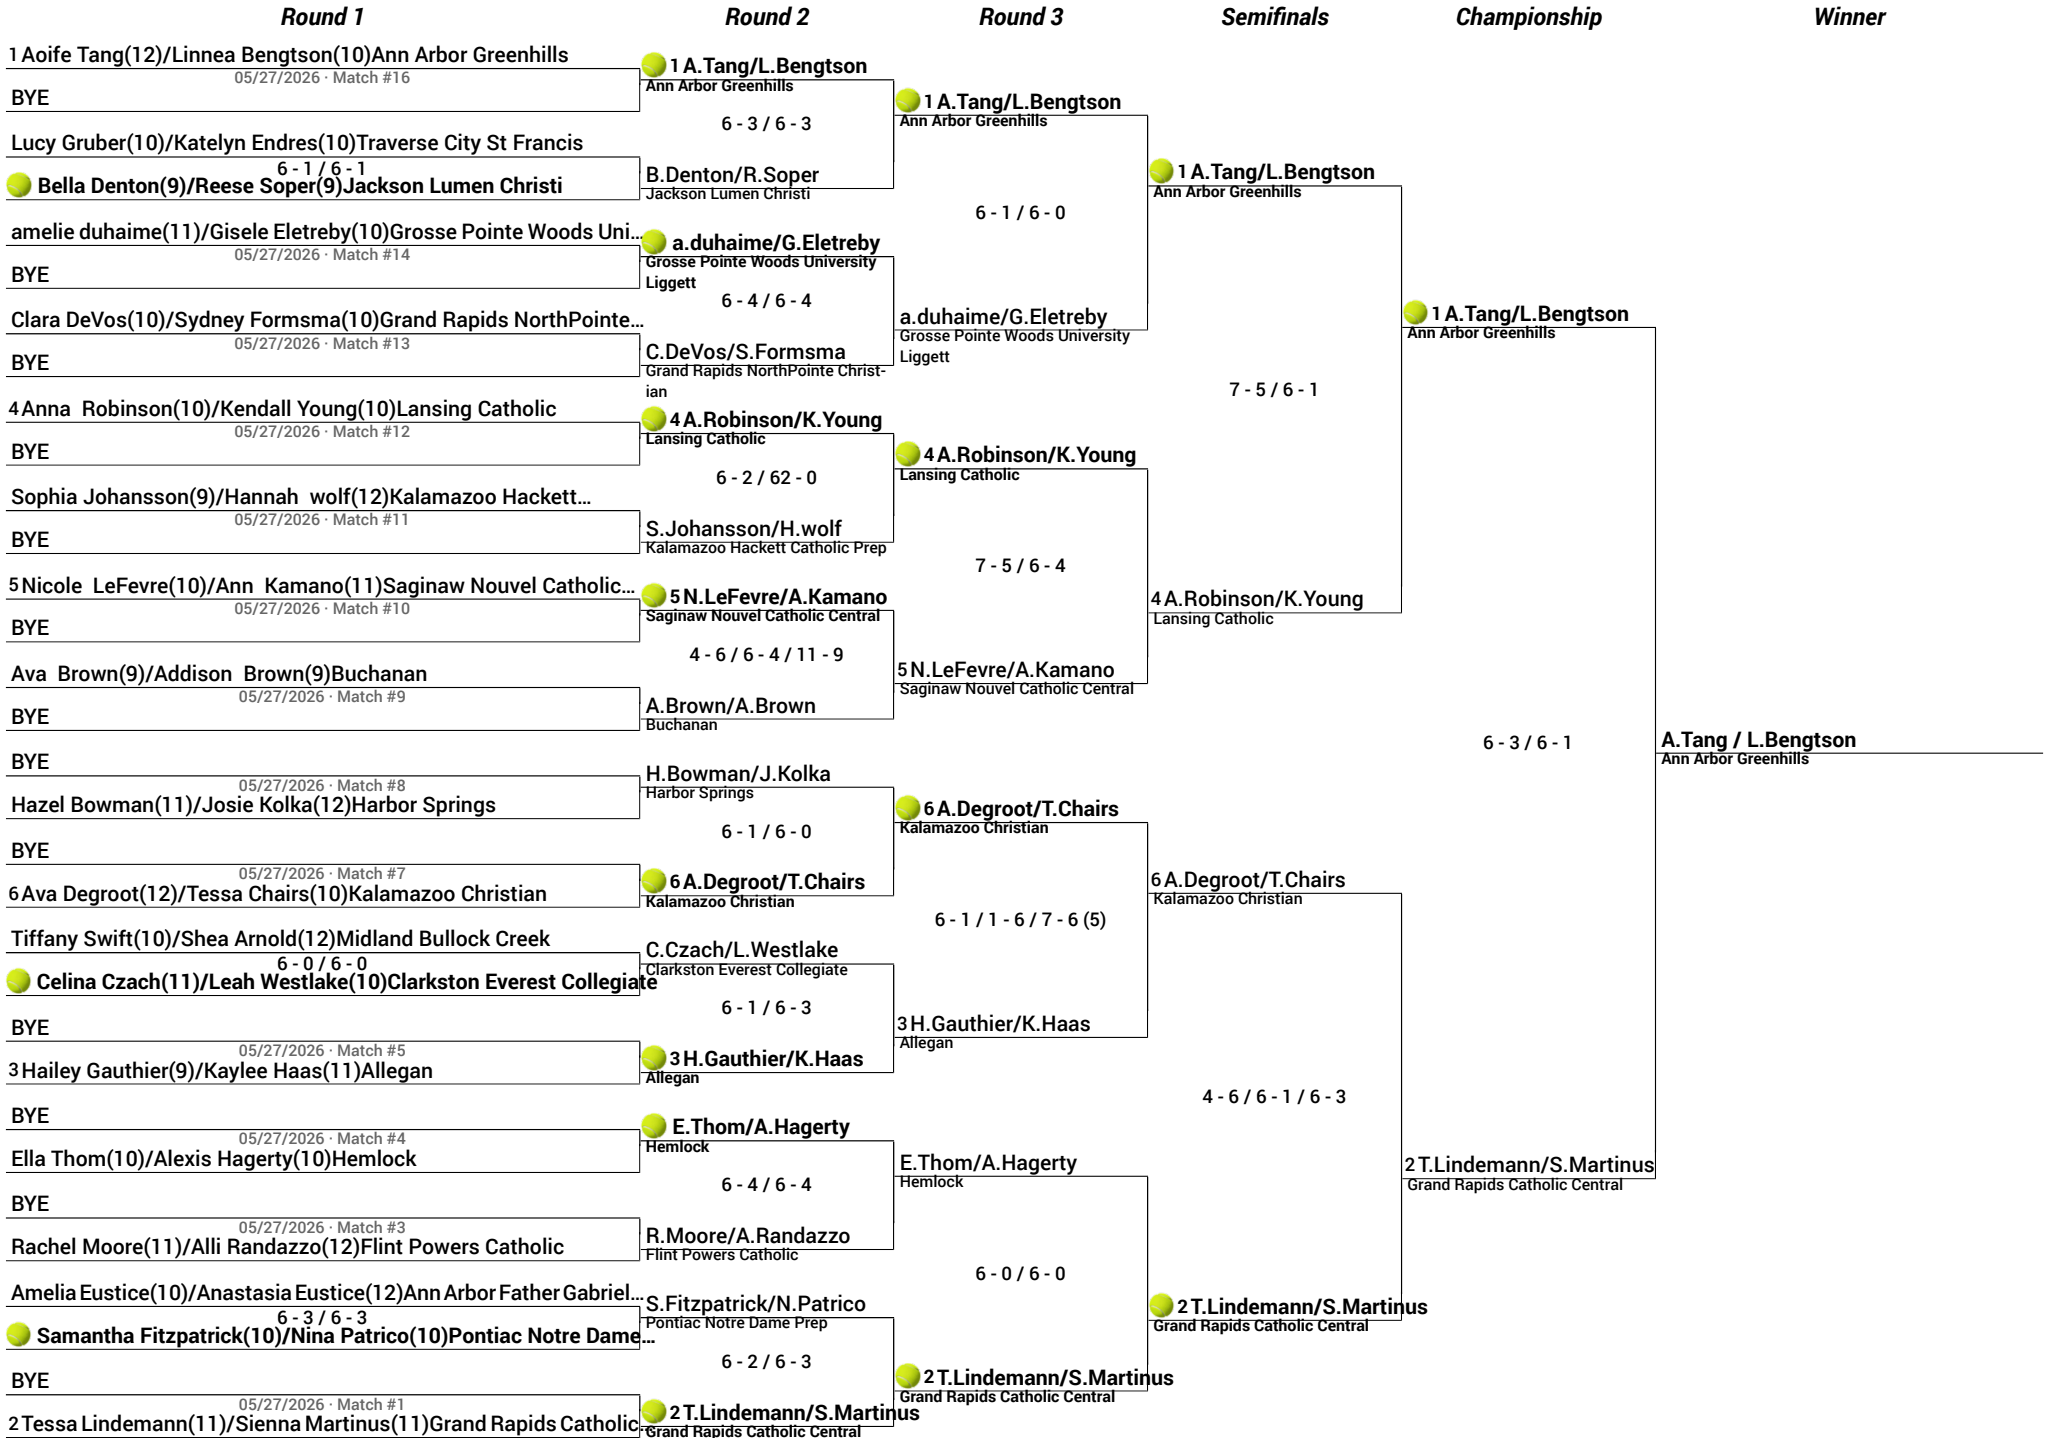 Round 1
Round 2
Round 3
Semifinals
Championship
Winner
1 Aoife Tang(12)/Linnea Bengtson(10)Ann Arbor Greenhills
05/27/2026 · Match #16
BYE
Lucy Gruber(10)/Katelyn Endres(10)Traverse City St Francis
6 - 1 / 6 - 1
Bella Denton(9)/Reese Soper(9)Jackson Lumen Christi
amelie duhaime(11)/Gisele Eletreby(10)Grosse Pointe Woods Uni...
05/27/2026 · Match #14
BYE
Clara DeVos(10)/Sydney Formsma(10)Grand Rapids NorthPointe...
05/27/2026 · Match #13
BYE
4 Anna  Robinson(10)/Kendall Young(10)Lansing Catholic
05/27/2026 · Match #12
BYE
Sophia Johansson(9)/Hannah  wolf(12)Kalamazoo Hackett...
05/27/2026 · Match #11
BYE
5 Nicole  LeFevre(10)/Ann  Kamano(11)Saginaw Nouvel Catholic...
05/27/2026 · Match #10
BYE
Ava  Brown(9)/Addison  Brown(9)Buchanan
05/27/2026 · Match #9
BYE
BYE
05/27/2026 · Match #8
Hazel Bowman(11)/Josie Kolka(12)Harbor Springs
BYE
05/27/2026 · Match #7
6 Ava Degroot(12)/Tessa Chairs(10)Kalamazoo Christian
Tiffany Swift(10)/Shea Arnold(12)Midland Bullock Creek
6 - 0 / 6 - 0
Celina Czach(11)/Leah Westlake(10)Clarkston Everest Collegiate
BYE
05/27/2026 · Match #5
3 Hailey Gauthier(9)/Kaylee Haas(11)Allegan
BYE
05/27/2026 · Match #4
Ella Thom(10)/Alexis Hagerty(10)Hemlock
BYE
05/27/2026 · Match #3
Rachel Moore(11)/Alli Randazzo(12)Flint Powers Catholic
Amelia Eustice(10)/Anastasia Eustice(12)Ann Arbor Father Gabriel...
6 - 3 / 6 - 3
Samantha Fitzpatrick(10)/Nina Patrico(10)Pontiac Notre Dame...
BYE
05/27/2026 · Match #1
2 Tessa Lindemann(11)/Sienna Martinus(11)Grand Rapids Catholic...
1 A.Tang/L.Bengtson
Ann Arbor Greenhills
6 - 3 / 6 - 3
B.Denton/R.Soper
Jackson Lumen Christi
a.duhaime/G.Eletreby
Grosse Pointe Woods University
Liggett
6 - 4 / 6 - 4
C.DeVos/S.Formsma
Grand Rapids NorthPointe Christ-
ian
4 A.Robinson/K.Young
Lansing Catholic
6 - 2 / 62 - 0
S.Johansson/H.wolf
Kalamazoo Hackett Catholic Prep
5 N.LeFevre/A.Kamano
Saginaw Nouvel Catholic Central
4 - 6 / 6 - 4 / 11 - 9
A.Brown/A.Brown
Buchanan
H.Bowman/J.Kolka
Harbor Springs
6 - 1 / 6 - 0
6 A.Degroot/T.Chairs
Kalamazoo Christian
C.Czach/L.Westlake
Clarkston Everest Collegiate
6 - 1 / 6 - 3
3 H.Gauthier/K.Haas
Allegan
E.Thom/A.Hagerty
Hemlock
6 - 4 / 6 - 4
R.Moore/A.Randazzo
Flint Powers Catholic
S.Fitzpatrick/N.Patrico
Pontiac Notre Dame Prep
6 - 2 / 6 - 3
2 T.Lindemann/S.Martinus
Grand Rapids Catholic Central
1 A.Tang/L.Bengtson
Ann Arbor Greenhills
6 - 1 / 6 - 0
a.duhaime/G.Eletreby
Grosse Pointe Woods University
Liggett
4 A.Robinson/K.Young
Lansing Catholic
7 - 5 / 6 - 4
5 N.LeFevre/A.Kamano
Saginaw Nouvel Catholic Central
6 A.Degroot/T.Chairs
Kalamazoo Christian
6 - 1 / 1 - 6 / 7 - 6 (5)
3 H.Gauthier/K.Haas
Allegan
E.Thom/A.Hagerty
Hemlock
6 - 0 / 6 - 0
2 T.Lindemann/S.Martinus
Grand Rapids Catholic Central
1 A.Tang/L.Bengtson
Ann Arbor Greenhills
7 - 5 / 6 - 1
4 A.Robinson/K.Young
Lansing Catholic
6 A.Degroot/T.Chairs
Kalamazoo Christian
4 - 6 / 6 - 1 / 6 - 3
2 T.Lindemann/S.Martinus
Grand Rapids Catholic Central
1 A.Tang/L.Bengtson
Ann Arbor Greenhills
6 - 3 / 6 - 1
2 T.Lindemann/S.Martinus
Grand Rapids Catholic Central
A.Tang / L.Bengtson
Ann Arbor Greenhills